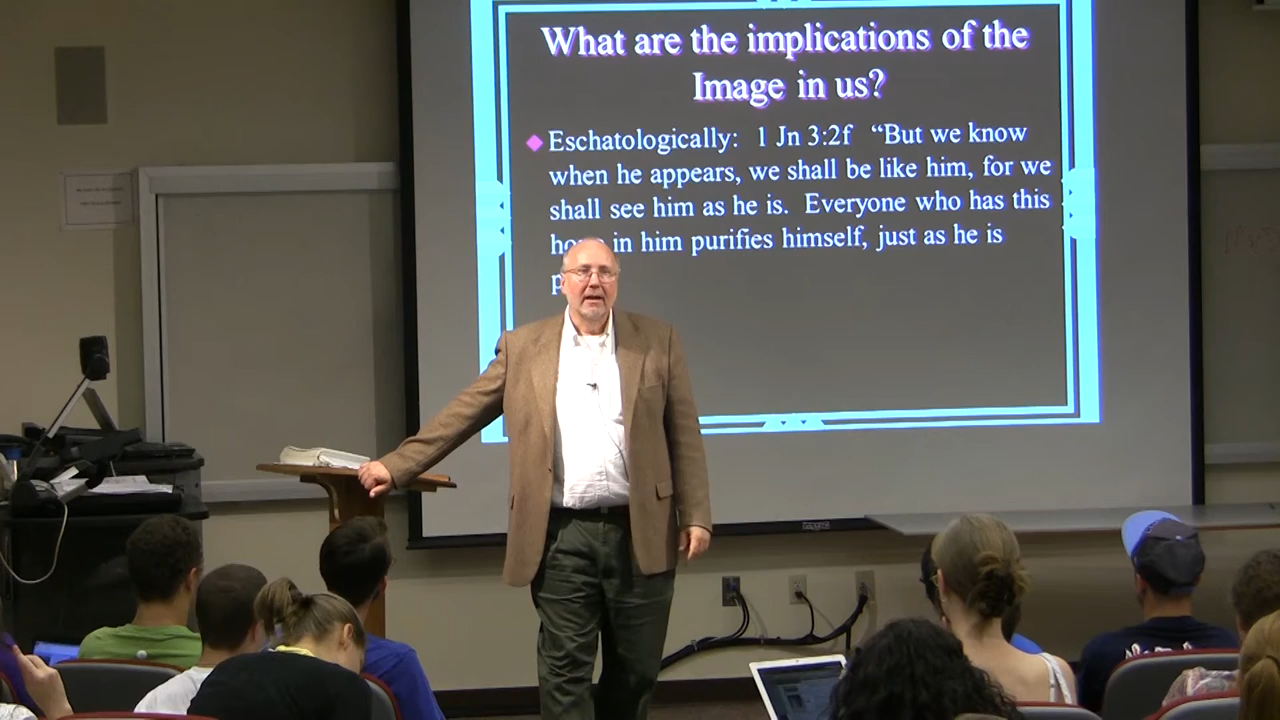 What are the implications of the
Image in us?
Eschatologically: 1 Jn 3:2f "But we know
when he appears, we shall be like him, for we
shall see him as he is. Everyone who has this
in him purifies himself, just as he is